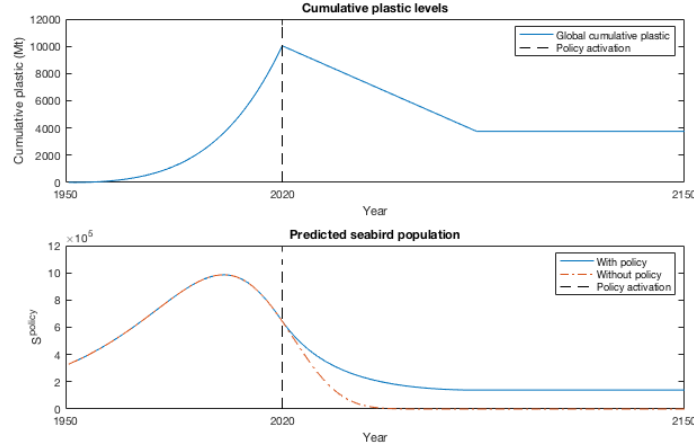 Cumulative plastic levels
12000
10000
8000
6000
4000
2000
0
Cumulative plastic (Mt)
Global cumulative plastic
Policy activation
1950
2020
2150
Year
Predicted seabird population
×10⁵
12
10
8
6
4
2
0
S^policy
With policy
Without policy
Policy activation
1950
2020
2150
Year